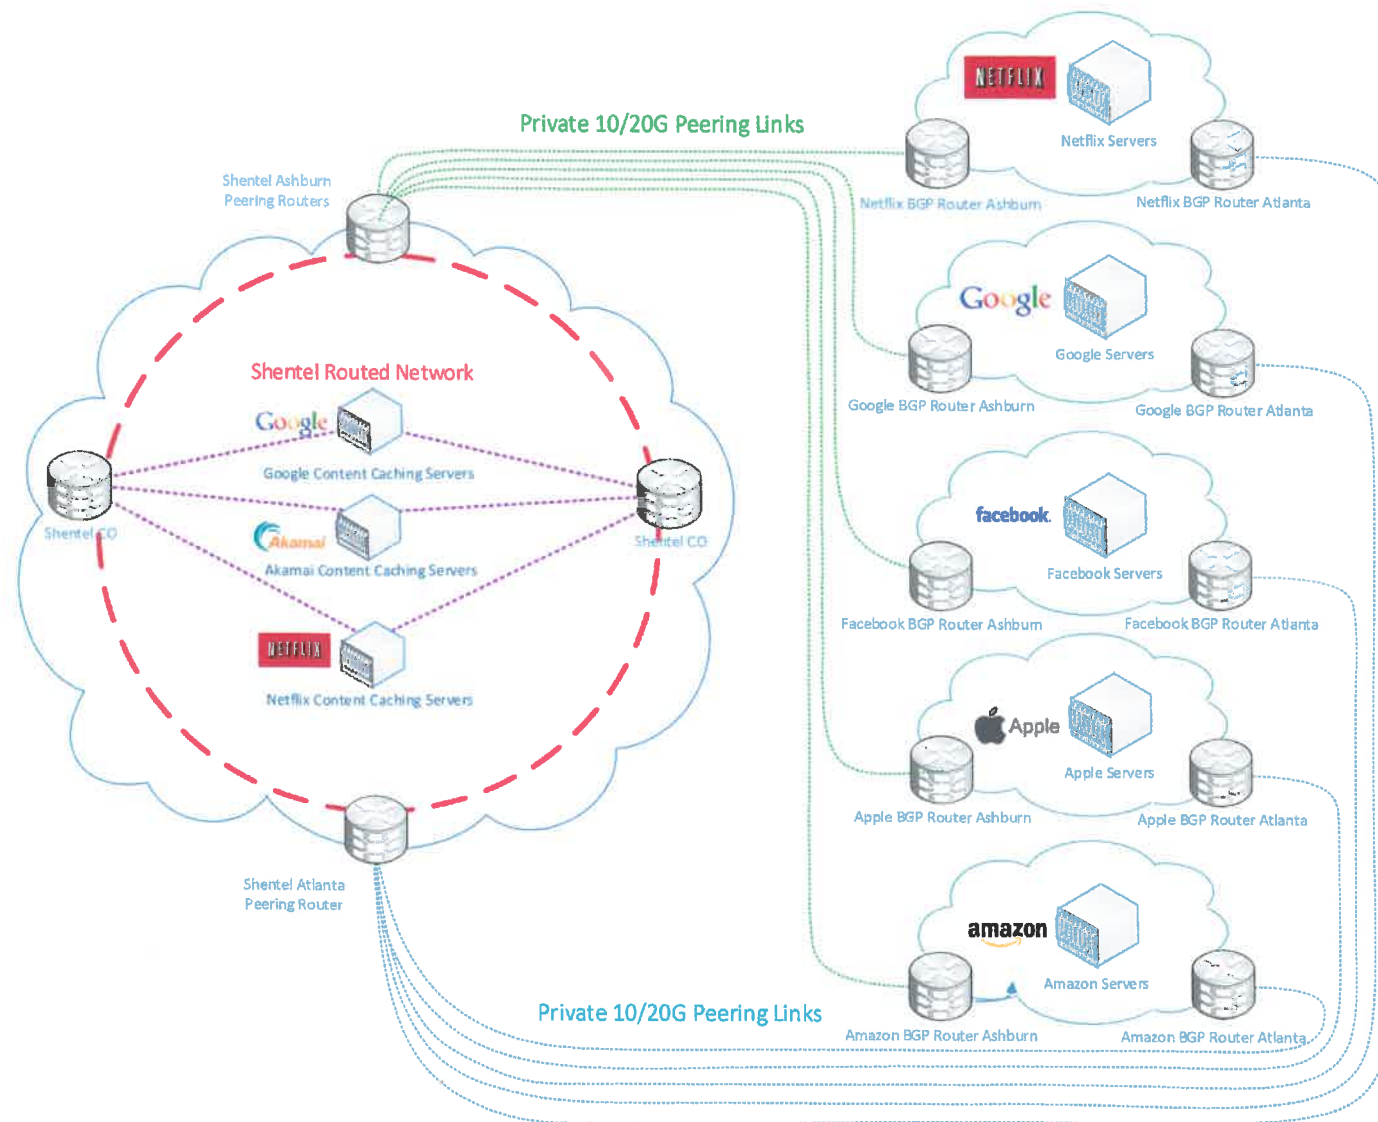 NETFLIX
Netflix Servers
Netflix BGP Router Ashburn
Netflix BGP Router Atlanta
Private 10/20G Peering Links
Shentel Ashburn
Peering Routers
Google
Google Servers
Google BGP Router Ashburn
Google BGP Router Atlanta
Shentel Routed Network
Google
Google Content Caching Servers
Shentel CO
Akamai
Akamai Content Caching Servers
Shentel CO
NETFLIX
Netflix Content Caching Servers
facebook.
Facebook Servers
Facebook BGP Router Ashburn
Facebook BGP Router Atlanta
Apple
Apple Servers
Apple BGP Router Ashburn
Apple BGP Router Atlanta
Shentel Atlanta
Peering Router
amazon
Amazon Servers
Amazon BGP Router Ashburn
Amazon BGP Router Atlanta
Private 10/20G Peering Links